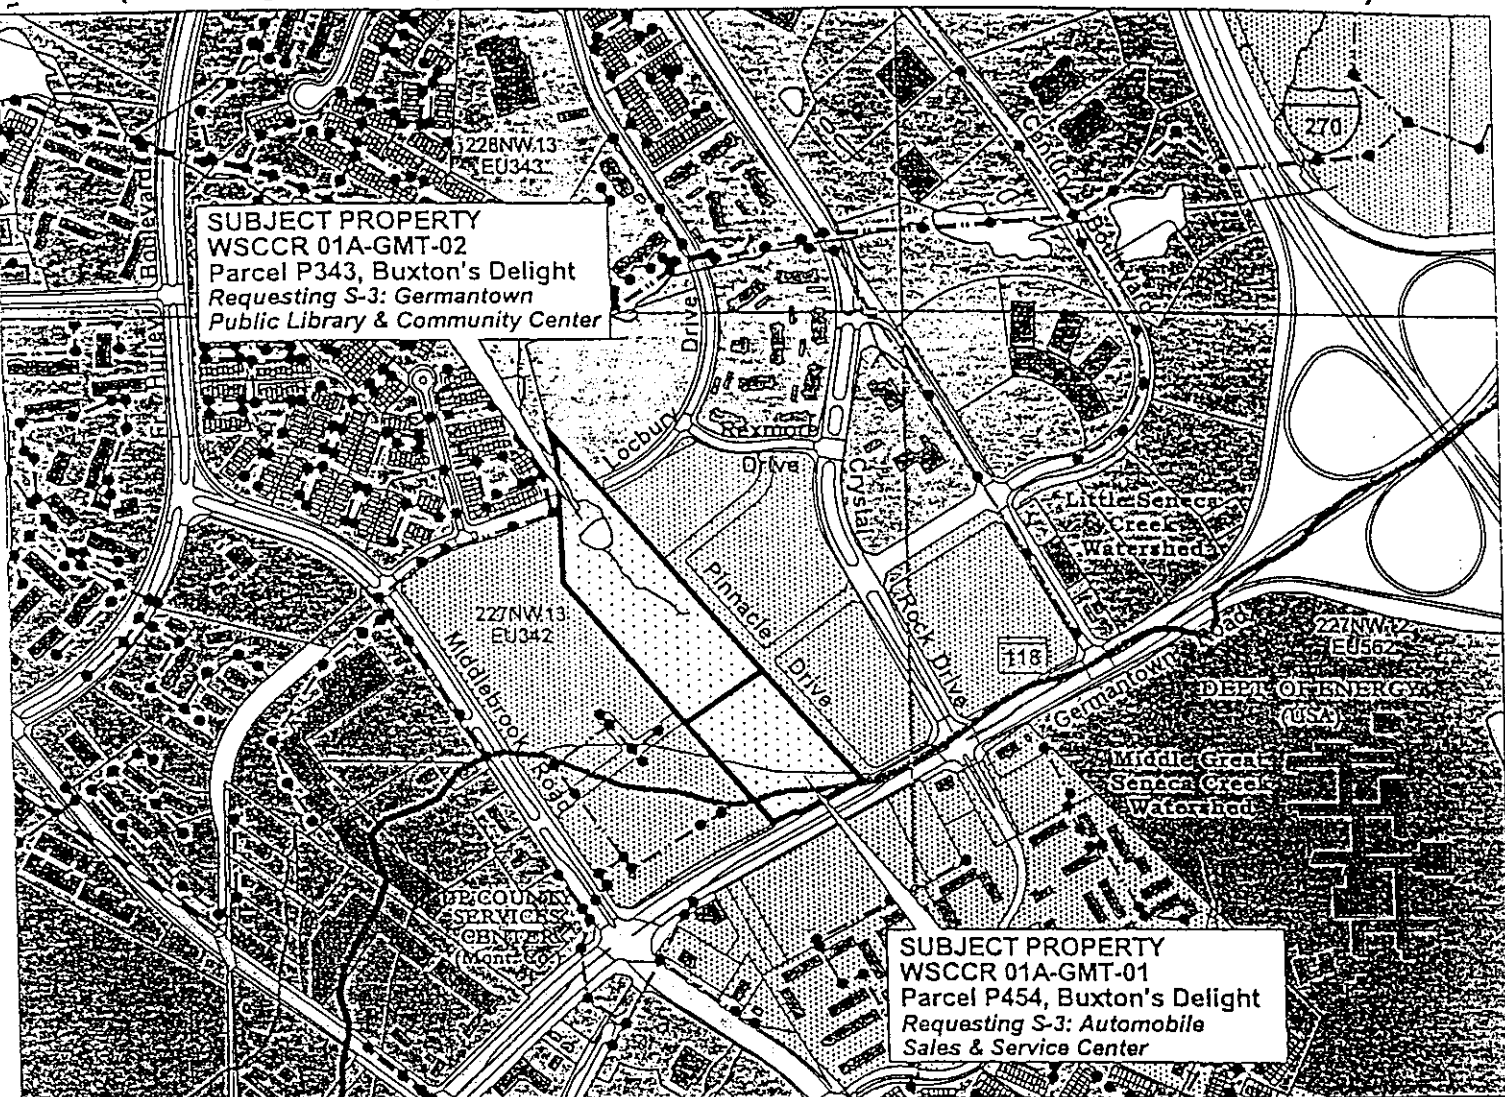 270
228NW13
EU343
Boulevard
SUBJECT PROPERTY
WSCCR 01A-GMT-02
Parcel P343, Buxton's Delight
Requesting S-3: Germantown
Public Library & Community Center
Drive
Locbury
Rexmore
Drive
Crystal
Little Seneca
Creek
Watershed
Pinnacle
Drive
Rock Drive
227NW13
EU342
Middlebrook
Road
118
Germantown Road
227NW12
EU562
DEPT OF ENERGY
(USA)
Middle Great
Seneca Creek
Watershed
UP COUNTY
SERVICES
CENTER
(Mont. Co.)
SUBJECT PROPERTY
WSCCR 01A-GMT-01
Parcel P454, Buxton's Delight
Requesting S-3: Automobile
Sales & Service Center